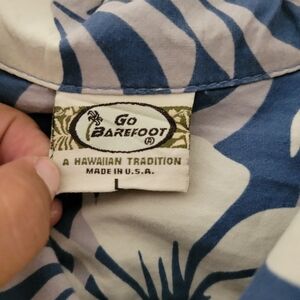 Go
BAREFOOT
®
A HAWAIIAN TRADITION
MADE IN U.S.A.
L